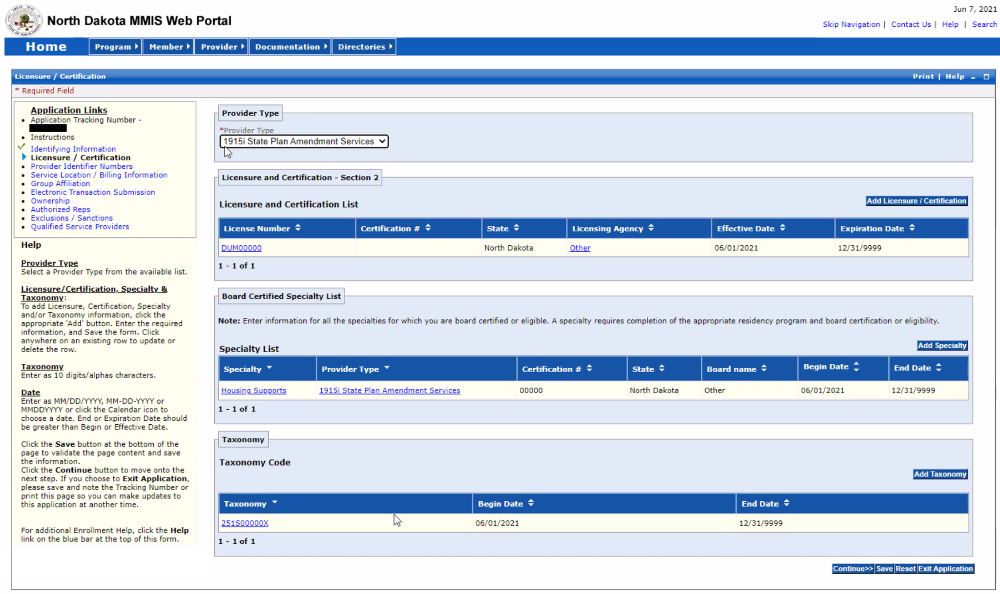 Jun 7, 2021
North Dakota MMIS Web Portal
Skip Navigation | Contact Us | Help | Search
Home Program Member Provider Documentation Directories
Licensure / Certification
Print | Help
* Required Field
Application Links
Application Tracking Number -
Instructions
Identifying Information
Licensure / Certification
Provider Identifier Numbers
Service Location / Billing Information
Group Affiliation
Electronic Transaction Submission
Ownership
Authorized Reps
Exclusions / Sanctions
Qualified Service Providers
Help
Provider Type
Select a Provider Type from the available list.
Licensure/Certification, Specialty &
Taxonomy:
To add Licensure, Certification, Specialty
and/or Taxonomy information, click the
appropriate 'Add' button. Enter the required
information, and Save the form. Click
anywhere on an existing row to update or
delete the row.
Taxonomy
Enter as 10 digits/alphas characters.
Date
Enter as MM/DD/YYYY, MM-DD-YYYY or
MMDDYYYY or click the Calendar icon to
choose a date. End or Expiration Date should
be greater than Begin or Effective Date.
Click the Save button at the bottom of the
page to validate the page content and save
the information.
Click the Continue button to move onto the
next step. If you choose to Exit Application,
please save and note the Tracking Number or
print this page so you can make updates to
this application at another time.
For additional Enrollment Help, click the Help
link on the blue bar at the top of this form.
Provider Type
*Provider Type
1915i State Plan Amendment Services
Licensure and Certification - Section 2
Licensure and Certification List
Add Licensure / Certification
License Number Certification # State Licensing Agency Effective Date Expiration Date
DUM00000 North Dakota Other 06/01/2021 12/31/9999
1 - 1 of 1
Board Certified Specialty List
Note: Enter information for all the specialties for which you are board certified or eligible. A specialty requires completion of the appropriate residency program and board certification or eligibility.
Specialty List
Add Specialty
Specialty Provider Type Certification # State Board name Begin Date End Date
Housing Supports 1915i State Plan Amendment Services 00000 North Dakota Other 06/01/2021 12/31/9999
1 - 1 of 1
Taxonomy
Taxonomy Code
Add Taxonomy
Taxonomy Begin Date End Date
251S00000X 06/01/2021 12/31/9999
1 - 1 of 1
Continue>> Save Reset Exit Application